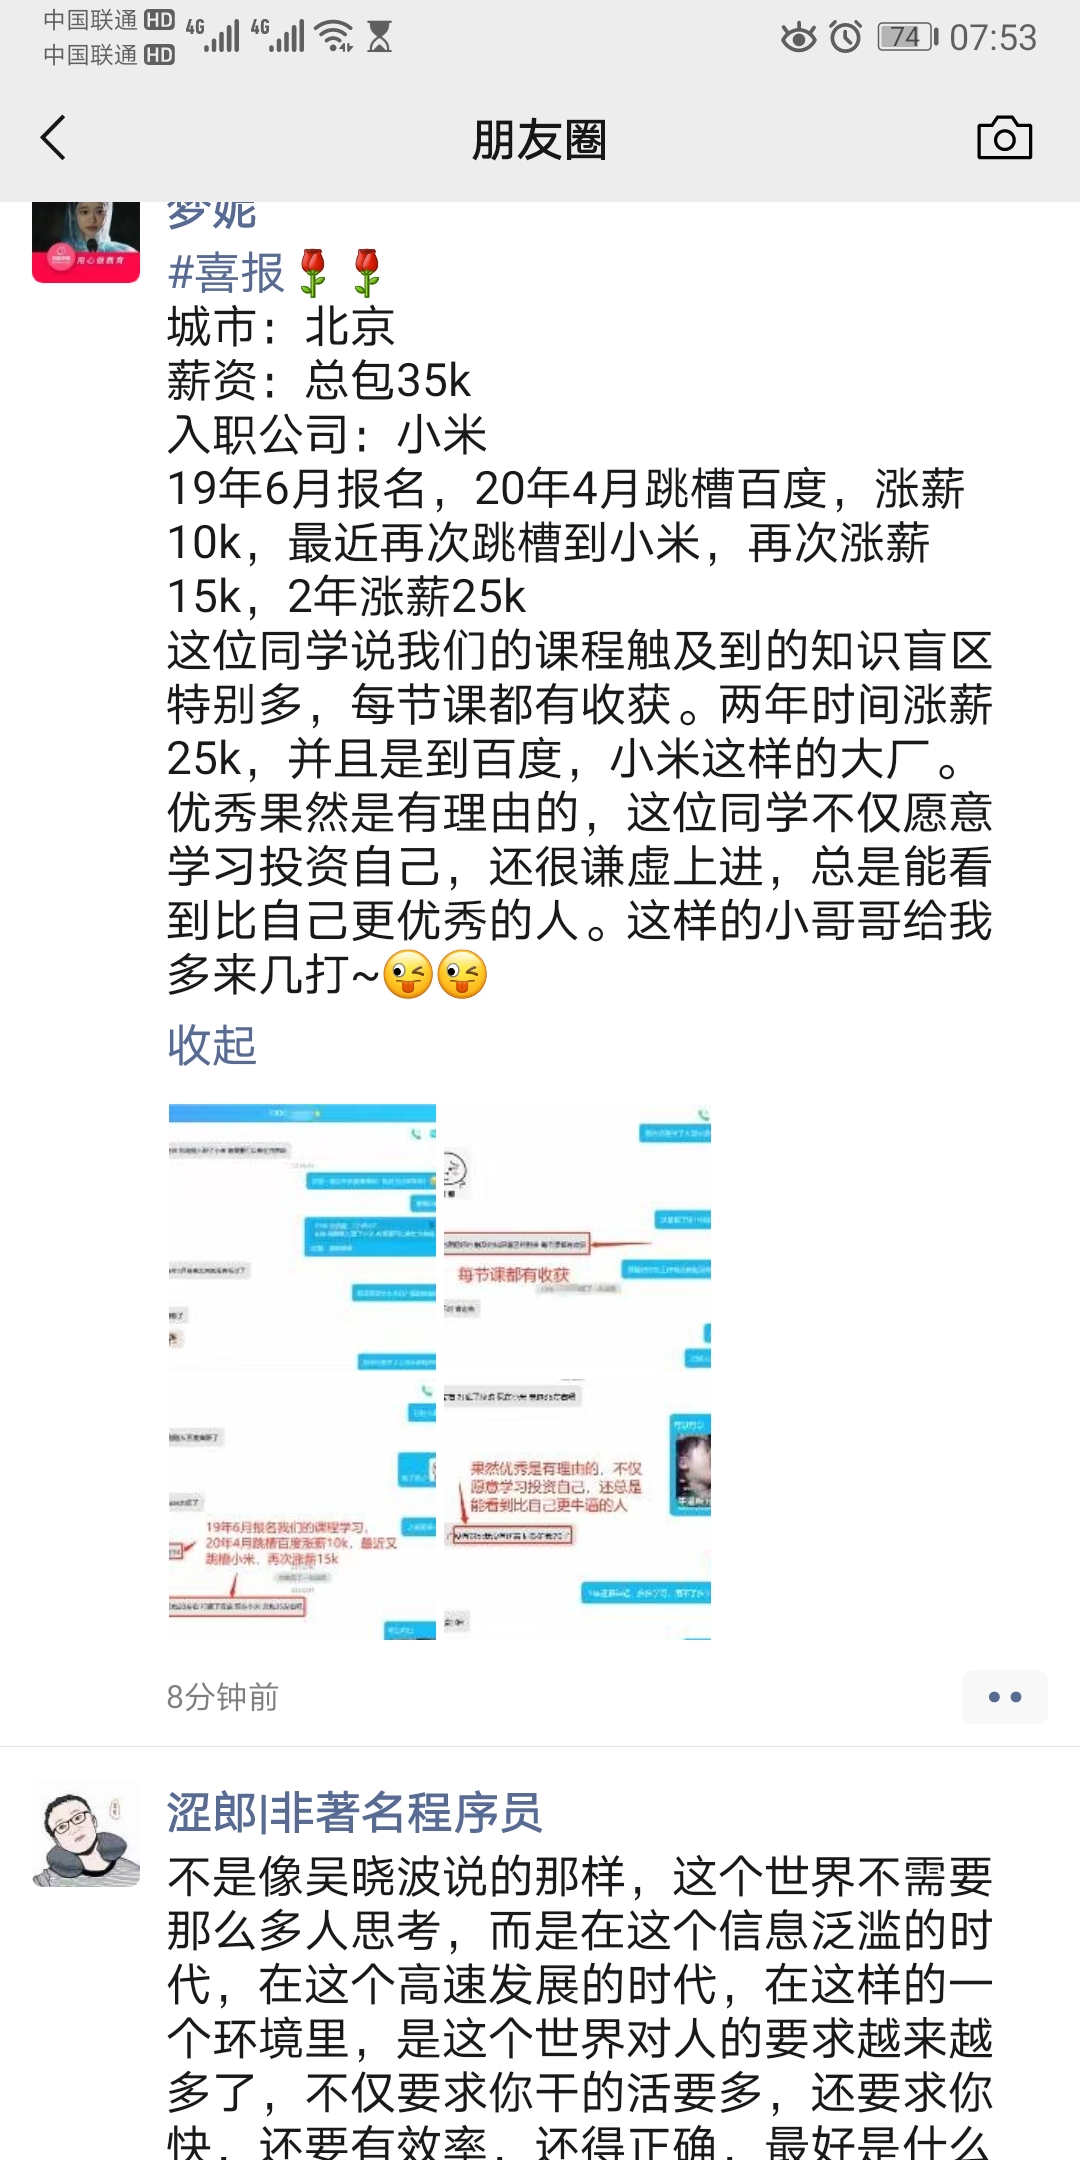 中国联通 HD 4G 4G 74 07:53
中国联通 HD
朋友圈
梦妮
用心做教育
#喜报🌹🌹
城市：北京
薪资：总包35k
入职公司：小米
19年6月报名，20年4月跳槽百度，涨薪
10k，最近再次跳槽到小米，再次涨薪
15k，2年涨薪25k
这位同学说我们的课程触及到的知识盲区
特别多，每节课都有收获。两年时间涨薪
25k，并且是到百度，小米这样的大厂。
优秀果然是有理由的，这位同学不仅愿意
学习投资自己，还很谦虚上进，总是能看
到比自己更优秀的人。这样的小哥哥给我
多来几打~😜😜
收起
每节课都有收获
19年6月报名我们的课程学习，
20年4月跳槽百度涨薪10k，最近又
跳槽小米，再次涨薪15k
果然优秀是有理由的，不仅
愿意学习投资自己，还总是
能看到比自己更牛逼的人
8分钟前
涩郎|非著名程序员
不是像吴晓波说的那样，这个世界不需要
那么多人思考，而是在这个信息泛滥的时
代，在这个高速发展的时代，在这样的一
个环境里，是这个世界对人的要求越来越
多了，不仅要求你干的活要多，还要求你
快，还要有效率，还得正确，最好是什么